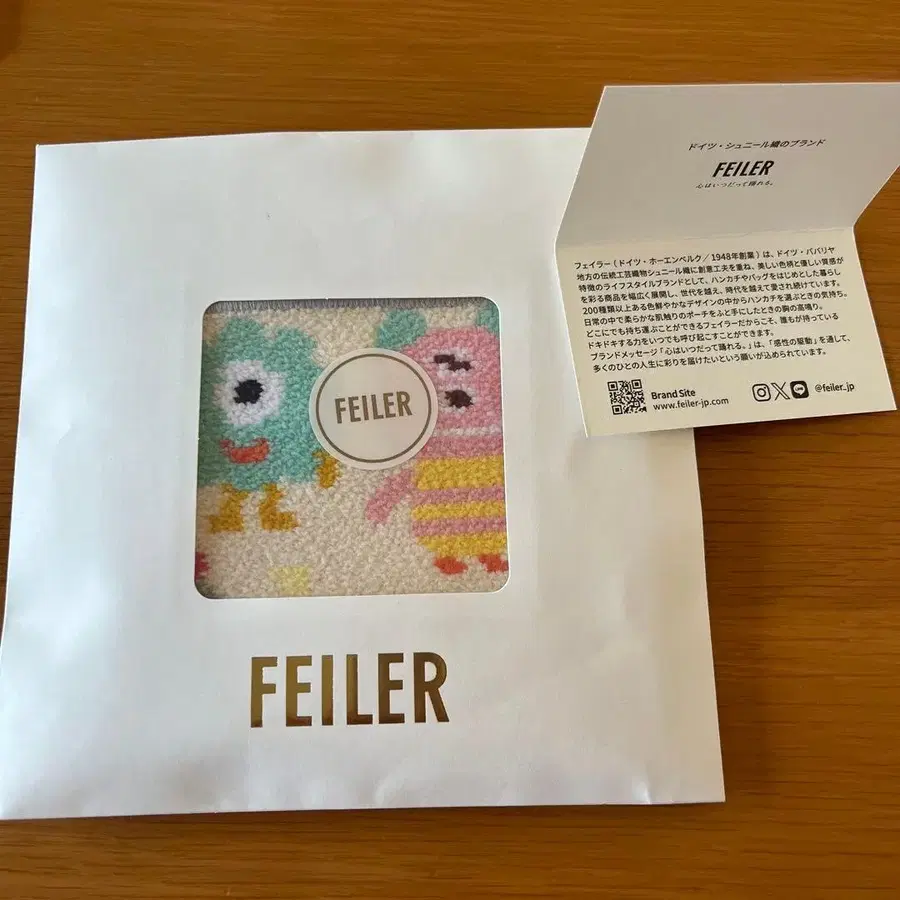 ドイツ・シュニール織のブランド
FEILER
心はいつだって踊れる。
フェイラー(ドイツ・ホーエンベルク/1948年創業)は、ドイツ・ババリヤ
地方の伝統工芸織物シュニール織に創意工夫を重ね、美しい色柄と優しい質感が
特徴のライフスタイルブランドとして、ハンカチやバッグをはじめとした暮らし
を彩る商品を幅広く展開し、世代を越え、時代を越えて愛され続けています。
200種類以上ある色鮮やかなデザインの中からハンカチを選ぶときの気持ち。
日常の中で柔らかな肌触りのポーチをふと手にしたときの胸の高鳴り。
どこにでも持ち運ぶことができるフェイラーだからこそ、誰もが持っている
ドキドキする力をいつでも呼び起こすことができます。
ブランドメッセージ「心はいつだって踊れる。」は、「感性の駆動」を通して、
多くのひとの人生に彩りを届けたいという願いが込められています。
Brand Site
www.feiler-jp.com
@feiler_jp
FEILER
FEILER